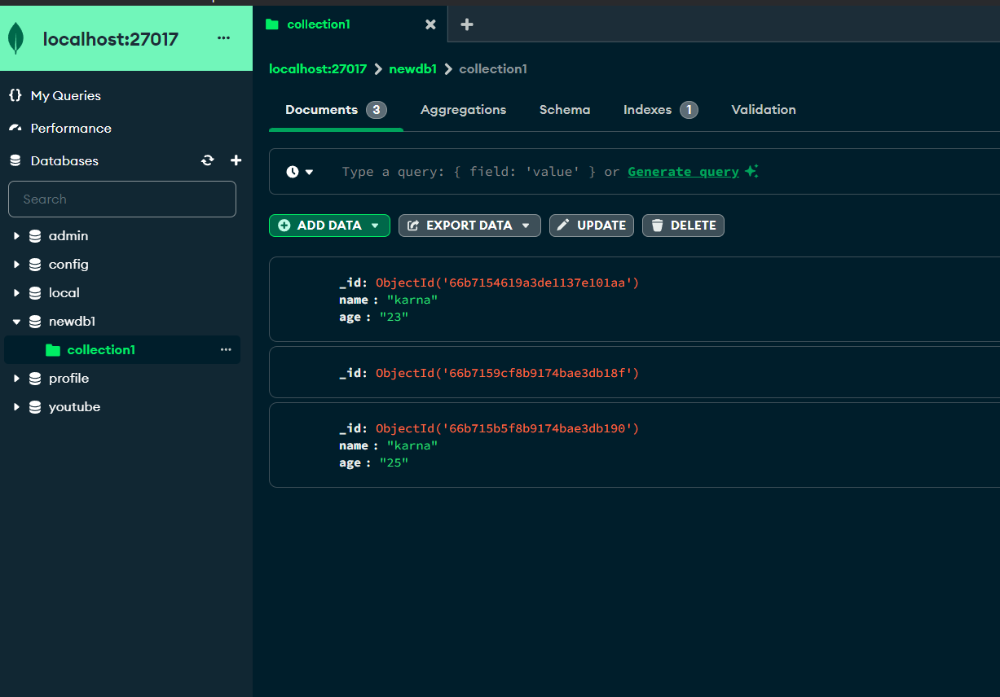 localhost:27017
My Queries
Performance
Databases
Search
admin
config
local
newdb1
collection1
profile
youtube
collection1
localhost:27017 newdb1 collection1
Documents 3 Aggregations Schema Indexes 1 Validation
Type a query: { field: 'value' } or Generate query
ADD DATA EXPORT DATA UPDATE DELETE
_id: ObjectId('66b7154619a3de1137e101aa')
name : "karna"
age : "23"
_id: ObjectId('66b7159cf8b9174bae3db18f')
_id: ObjectId('66b715b5f8b9174bae3db190')
name : "karna"
age : "25"